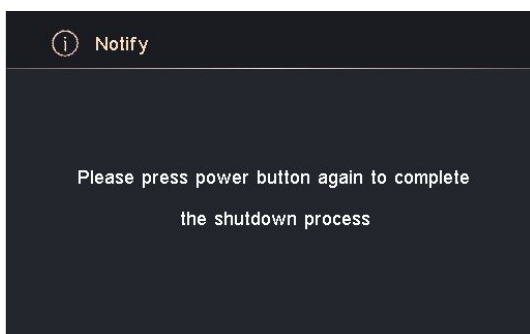 Notify
Please press power button again to complete
the shutdown process